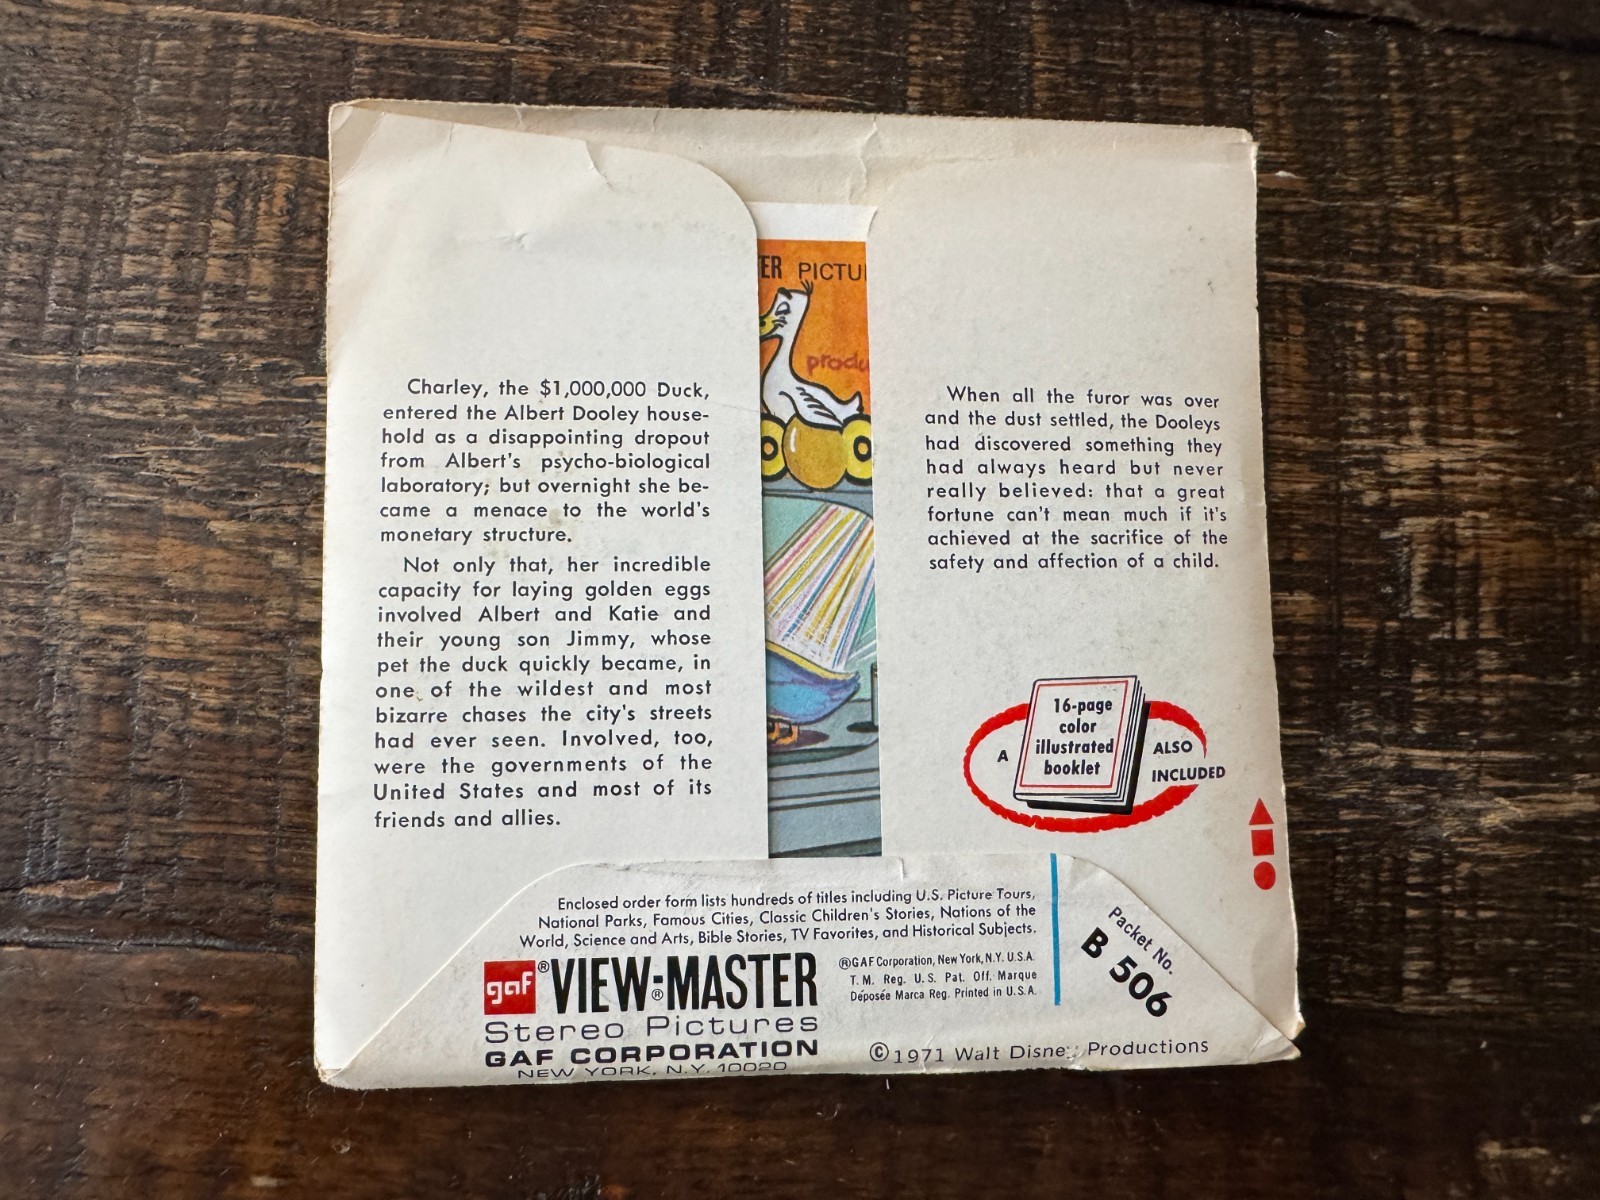 ER PICTU
produ
Charley, the $1,000,000 Duck,
entered the Albert Dooley house-
hold as a disappointing dropout
from Albert's psycho-biological
laboratory; but overnight she be-
came a menace to the world's
monetary structure.
Not only that, her incredible
capacity for laying golden eggs
involved Albert and Katie and
their young son Jimmy, whose
pet the duck quickly became, in
one of the wildest and most
bizarre chases the city's streets
had ever seen. Involved, too,
were the governments of the
United States and most of its
friends and allies.
When all the furor was over
and the dust settled, the Dooleys
had discovered something they
had always heard but never
really believed: that a great
fortune can't mean much if it's
achieved at the sacrifice of the
safety and affection of a child.
A
16-page
color
illustrated
booklet
ALSO
INCLUDED
Enclosed order form lists hundreds of titles including U.S. Picture Tours,
National Parks, Famous Cities, Classic Children's Stories, Nations of the
World, Science and Arts, Bible Stories, TV Favorites, and Historical Subjects.
gaf® VIEW-MASTER®
Stereo Pictures
GAF CORPORATION
NEW YORK, N.Y. 10020
®GAF Corporation, New York, N.Y. U.S.A.
T.M. Reg. U.S. Pat. Off. Marque
Déposée Marca Reg. Printed in U.S.A.
Packet No.
B 506
©1971 Walt Disney Productions